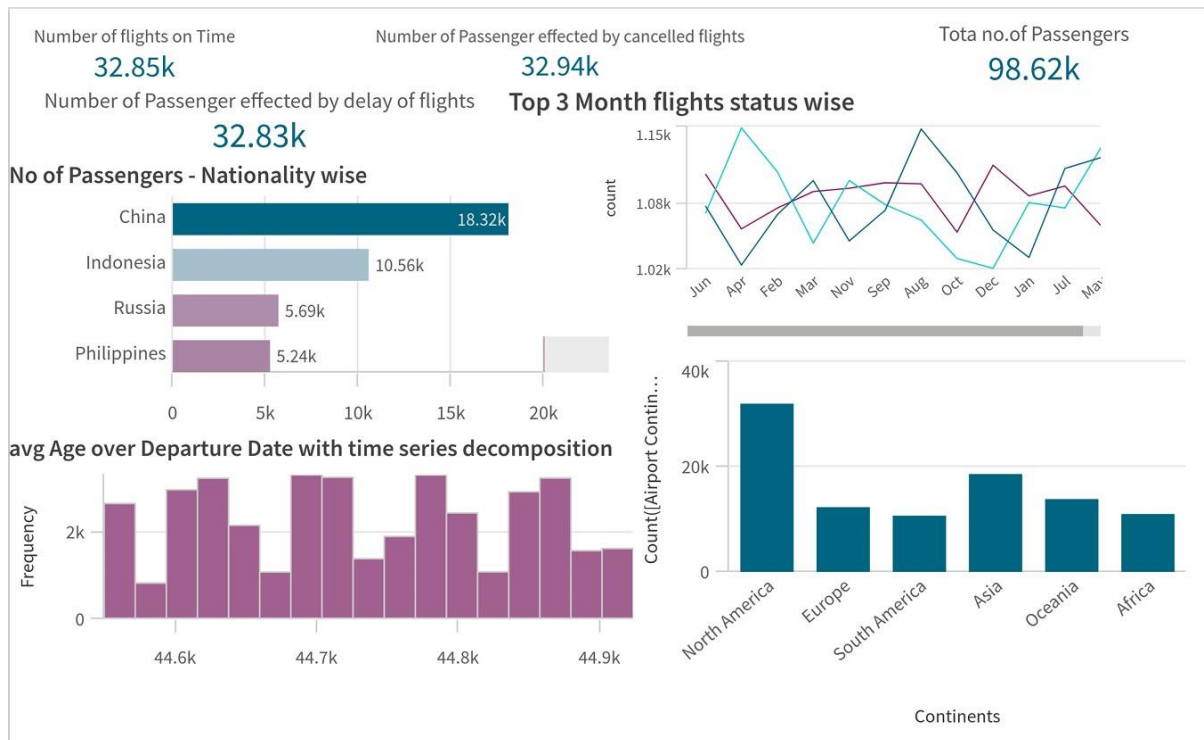 Number of flights on Time
32.85k
Number of Passenger effected by cancelled flights
32.94k
Tota no.of Passengers
98.62k
Number of Passenger effected by delay of flights
32.83k
Top 3 Month flights status wise
1.15k
1.08k
1.02k
count
Jun
Apr
Feb
Mar
Nov
Sep
Aug
Oct
Dec
Jan
Jul
May
No of Passengers - Nationality wise
China
18.32k
Indonesia
10.56k
Russia
5.69k
Philippines
5.24k
0
5k
10k
15k
20k
avg Age over Departure Date with time series decomposition
Frequency
2k
0
44.6k
44.7k
44.8k
44.9k
Count([Airport Contin...
40k
20k
0
North America
Europe
South America
Asia
Oceania
Africa
Continents